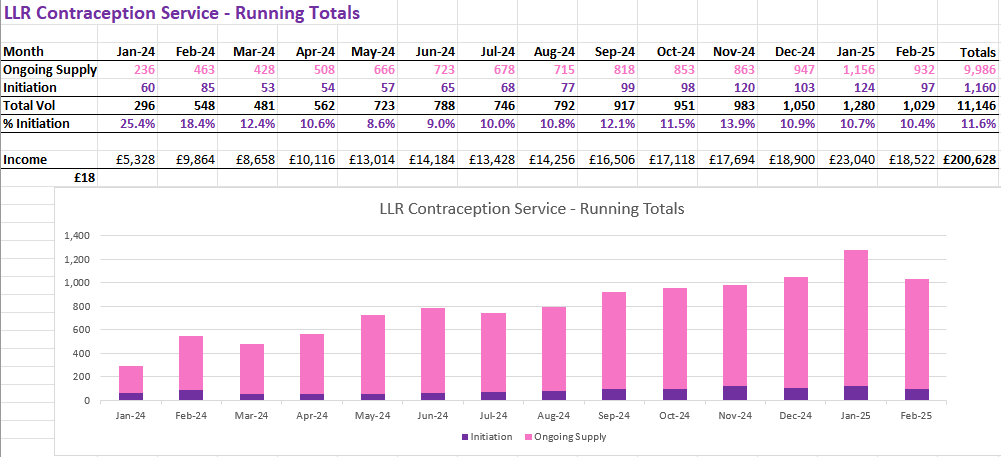 LLR Contraception Service - Running Totals
Month Jan-24 Feb-24 Mar-24 Apr-24 May-24 Jun-24 Jul-24 Aug-24 Sep-24 Oct-24 Nov-24 Dec-24 Jan-25 Feb-25 Totals
Ongoing Supply 236 463 428 508 666 723 678 715 818 853 863 947 1,156 932 9,986
Initiation 60 85 53 54 57 65 68 77 99 98 120 103 124 97 1,160
Total Vol 296 548 481 562 723 788 746 792 917 951 983 1,050 1,280 1,029 11,146
% Initiation 25.4% 18.4% 12.4% 10.6% 8.6% 9.0% 10.0% 10.8% 12.1% 11.5% 13.9% 10.9% 10.7% 10.4% 11.6%
Income £5,328 £9,864 £8,658 £10,116 £13,014 £14,184 £13,428 £14,256 £16,506 £17,118 £17,694 £18,900 £23,040 £18,522 £200,628
£18
LLR Contraception Service - Running Totals
1,400
1,200
1,000
800
600
400
200
0
Jan-24 Feb-24 Mar-24 Apr-24 May-24 Jun-24 Jul-24 Aug-24 Sep-24 Oct-24 Nov-24 Dec-24 Jan-25 Feb-25
Initiation Ongoing Supply